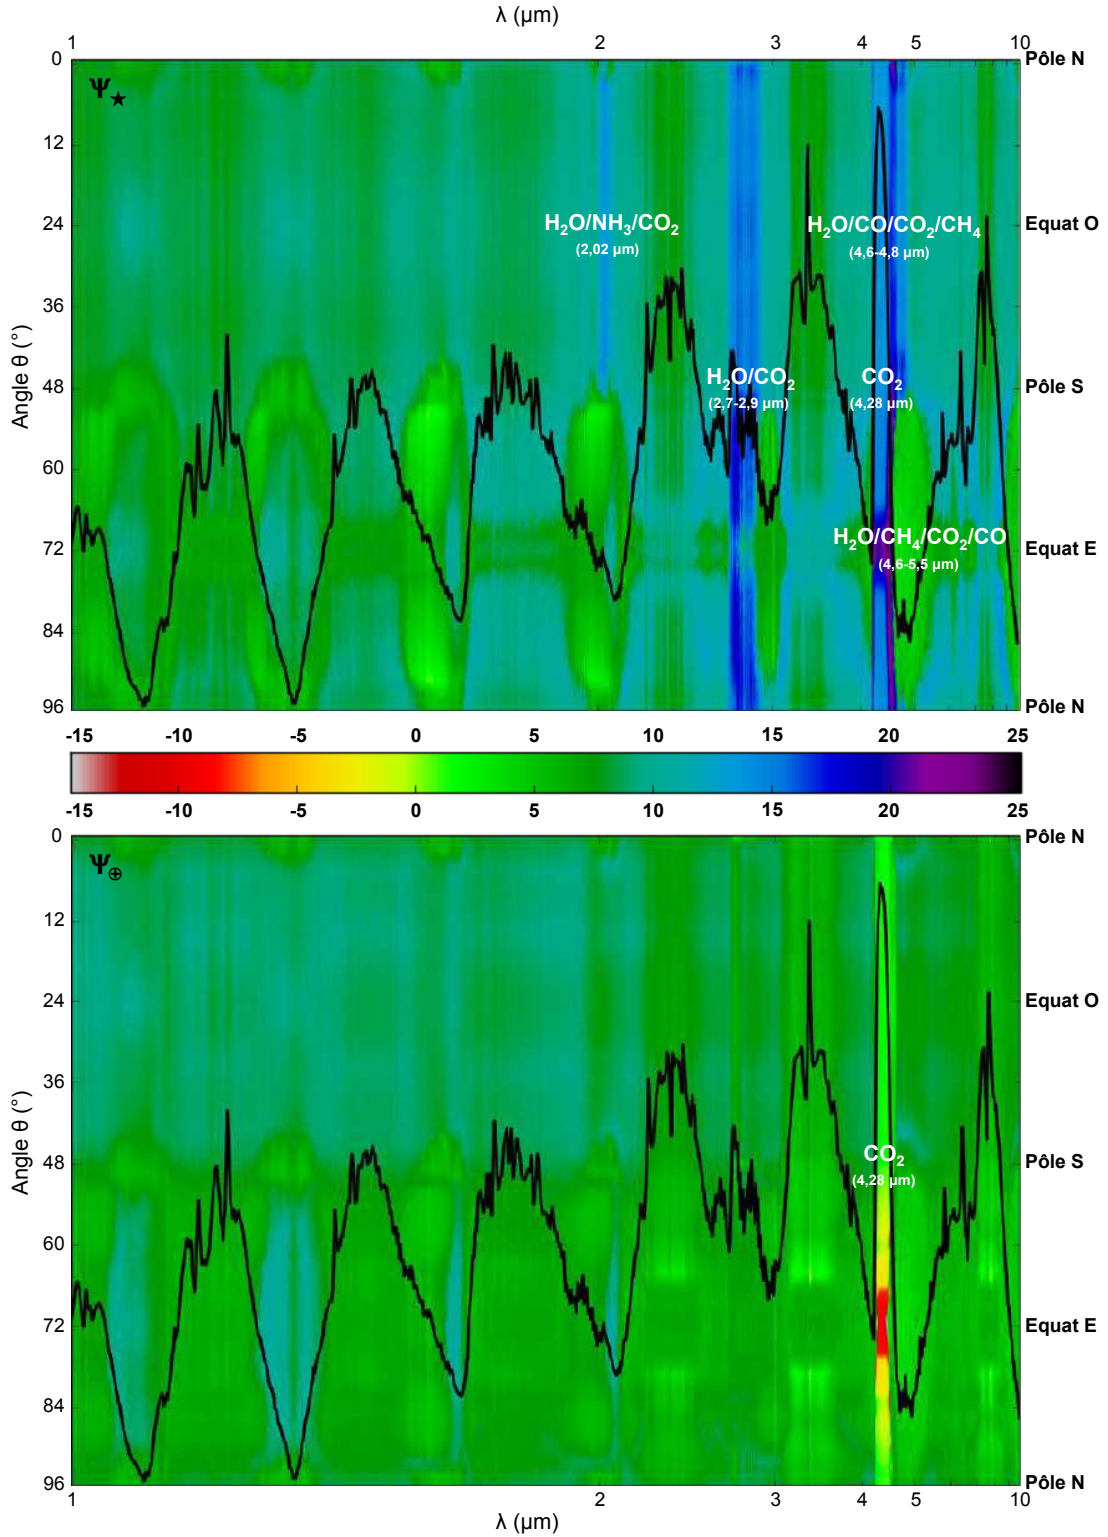 λ (µm)
1 2 3 4 5 10
0 Pôle N
Ψ★
12
H₂O/NH₃/CO₂ H₂O/CO/CO₂/CH₄
24 Equat O
(2,02 µm) (4,6-4,8 µm)
36
Angle θ (°)
H₂O/CO₂ CO₂
48 Pôle S
(2,7-2,9 µm) (4,28 µm)
60
H₂O/CH₄/CO₂/CO
72 Equat E
(4,6-5,5 µm)
84
96 Pôle N
-15 -10 -5 0 5 10 15 20 25
-15 -10 -5 0 5 10 15 20 25
0 Pôle N
Ψ⊕
12
24 Equat O
36
Angle θ (°)
CO₂
48 Pôle S
(4,28 µm)
60
72 Equat E
84
96 Pôle N
1 2 3 4 5 10
λ (µm)